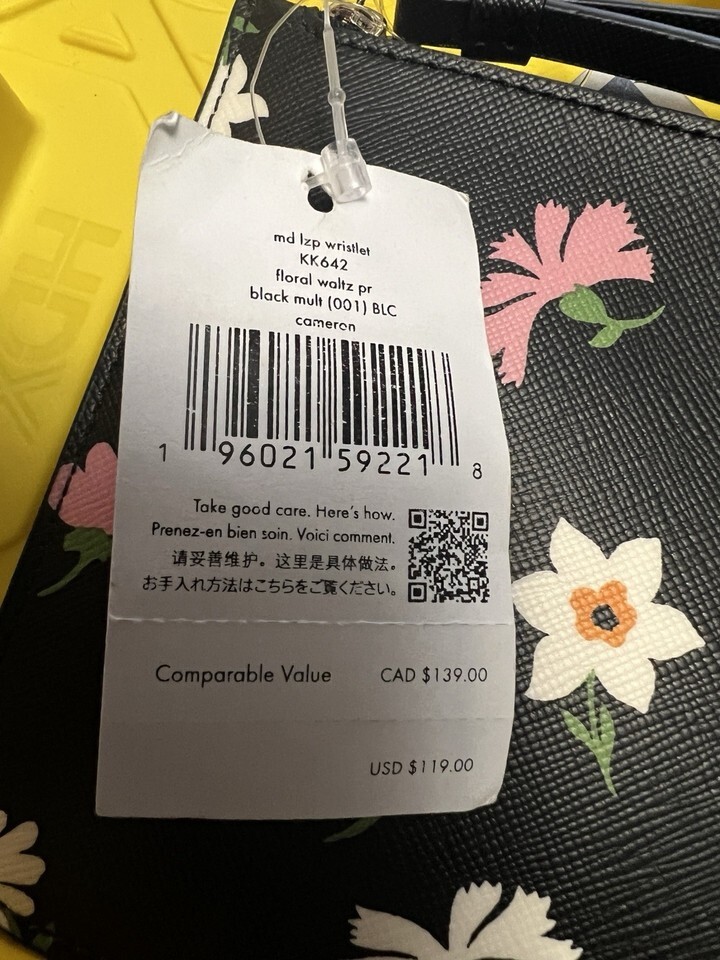 md lzp wristlet
KK642
floral waltz pr
black mult (001) BLC
cameron
1 96021 59221 8
Take good care. Here's how.
Prenez-en bien soin. Voici comment.
请妥善维护。这里是具体做法。
お手入れ方法はこちらをご覧ください。
Comparable Value CAD $139.00
USD $119.00